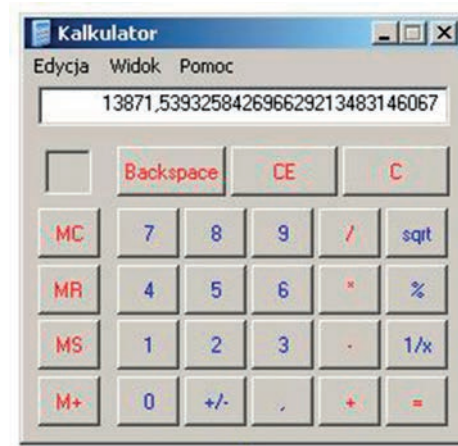 Kalkulator
Edycja Widok Pomoc
13871,539325842696629213483146067
Backspace CE C
MC 7 8 9 / sqrt
MR 4 5 6 * %
MS 1 2 3 - 1/x
M+ 0 +/- , + =